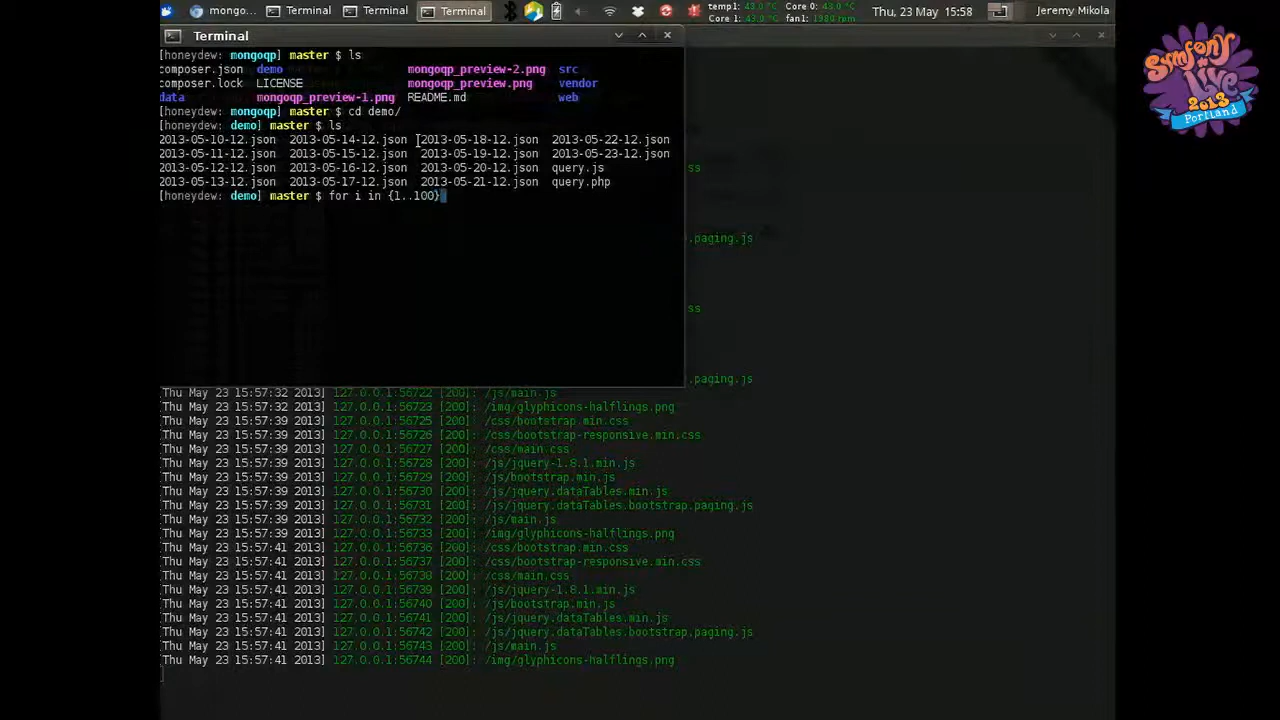 mongo... Terminal Terminal Terminal temp1: 43.0 °C Core 0: 43.0 °C Thu, 23 May 15:58 Jeremy Mikola
Core 1: 43.0 °C fan1: 1980 rpm
Terminal
[honeydew: mongoqp] master $ ls
composer.json demo mongoqp_preview-2.png src
composer.lock LICENSE mongoqp_preview.png vendor
data mongoqp_preview-1.png README.md web
[honeydew: mongoqp] master $ cd demo/
[honeydew: demo] master $ ls
2013-05-10-12.json 2013-05-14-12.json 2013-05-18-12.json 2013-05-22-12.json
2013-05-11-12.json 2013-05-15-12.json 2013-05-19-12.json 2013-05-23-12.json
2013-05-12-12.json 2013-05-16-12.json 2013-05-20-12.json query.js
2013-05-13-12.json 2013-05-17-12.json 2013-05-21-12.json query.php
[honeydew: demo] master $ for i in {1..100}
ss
.paging.js
ss
.paging.js
Thu May 23 15:57:32 2013] 127.0.0.1:56722 [200]: /js/main.js
Thu May 23 15:57:32 2013] 127.0.0.1:56723 [200]: /img/glyphicons-halflings.png
Thu May 23 15:57:39 2013] 127.0.0.1:56725 [200]: /css/bootstrap.min.css
Thu May 23 15:57:39 2013] 127.0.0.1:56726 [200]: /css/bootstrap-responsive.min.css
Thu May 23 15:57:39 2013] 127.0.0.1:56727 [200]: /css/main.css
Thu May 23 15:57:39 2013] 127.0.0.1:56728 [200]: /js/jquery-1.8.1.min.js
Thu May 23 15:57:39 2013] 127.0.0.1:56729 [200]: /js/bootstrap.min.js
Thu May 23 15:57:39 2013] 127.0.0.1:56730 [200]: /js/jquery.dataTables.min.js
Thu May 23 15:57:39 2013] 127.0.0.1:56731 [200]: /js/jquery.dataTables.bootstrap.paging.js
Thu May 23 15:57:39 2013] 127.0.0.1:56732 [200]: /js/main.js
Thu May 23 15:57:39 2013] 127.0.0.1:56733 [200]: /img/glyphicons-halflings.png
Thu May 23 15:57:41 2013] 127.0.0.1:56736 [200]: /css/bootstrap.min.css
Thu May 23 15:57:41 2013] 127.0.0.1:56737 [200]: /css/bootstrap-responsive.min.css
Thu May 23 15:57:41 2013] 127.0.0.1:56738 [200]: /css/main.css
Thu May 23 15:57:41 2013] 127.0.0.1:56739 [200]: /js/jquery-1.8.1.min.js
Thu May 23 15:57:41 2013] 127.0.0.1:56740 [200]: /js/bootstrap.min.js
Thu May 23 15:57:41 2013] 127.0.0.1:56741 [200]: /js/jquery.dataTables.min.js
Thu May 23 15:57:41 2013] 127.0.0.1:56742 [200]: /js/jquery.dataTables.bootstrap.paging.js
Thu May 23 15:57:41 2013] 127.0.0.1:56743 [200]: /js/main.js
Thu May 23 15:57:41 2013] 127.0.0.1:56744 [200]: /img/glyphicons-halflings.png
Symfony
Live
2013
Portland